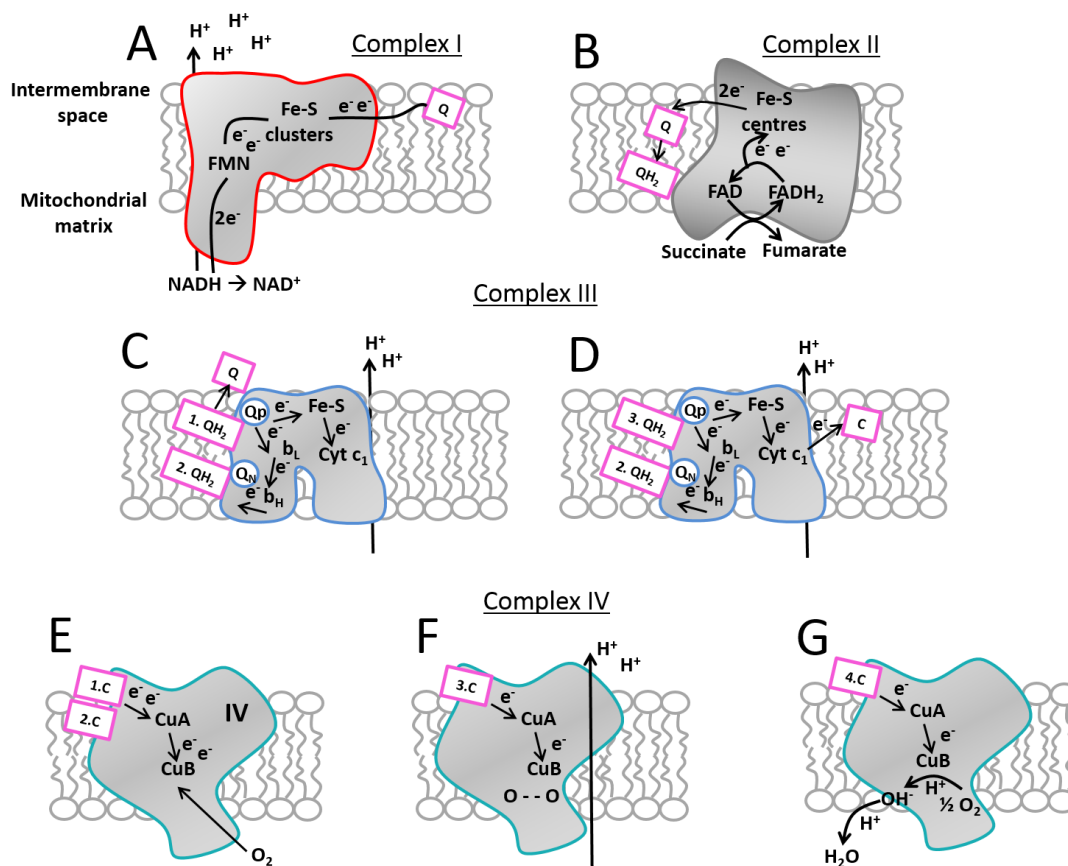 A
H⁺
H⁺
H⁺
H⁺
Complex I
Intermembrane
space
Mitochondrial
matrix
Fe-S
clusters
e⁻ e⁻
Q
e⁻
e⁻
FMN
2e⁻
NADH → NAD⁺
B
Complex II
2e⁻
Fe-S
centres
Q
QH₂
e⁻ e⁻
FAD
FADH₂
Succinate
Fumarate
Complex III
C
H⁺
H⁺
Q
1. QH₂
Qp
e⁻
Fe-S
e⁻
e⁻
b_L
Cyt c₁
2. QH₂
Q_N
e⁻
e⁻
b_H
D
H⁺
H⁺
3. QH₂
Qp
e⁻
Fe-S
e⁻
e⁻
e⁻
C
b_L
Cyt c₁
2. QH₂
Q_N
e⁻
e⁻
b_H
Complex IV
E
1.C
2.C
e⁻ e⁻
IV
CuA
e⁻
e⁻
CuB
O₂
F
H⁺
H⁺
3.C
e⁻
CuA
e⁻
CuB
O - - O
G
4.C
e⁻
CuA
e⁻
CuB
H⁺
OH⁻
½ O₂
H⁺
H₂O